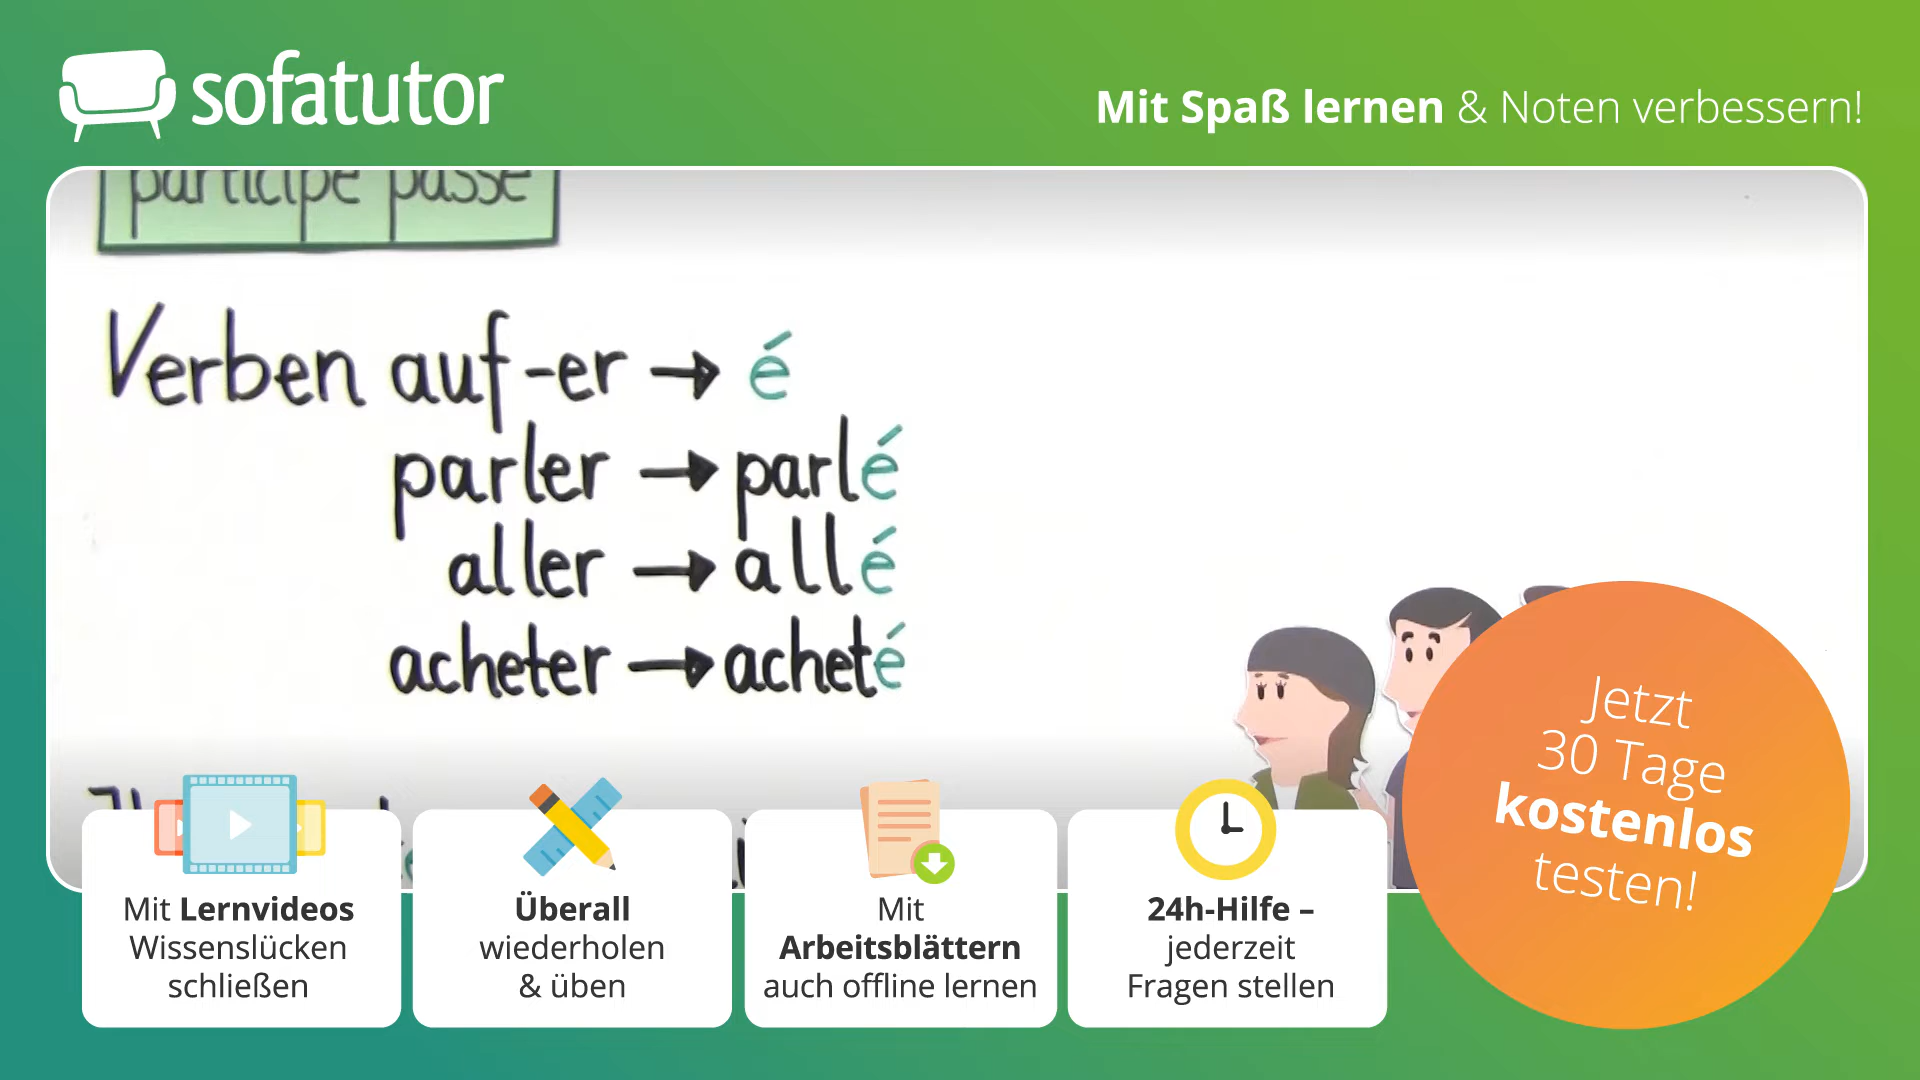 sofatutor
Mit Spaß lernen & Noten verbessern!
participe passé
Verben auf -er → é
parler → parlé
aller → allé
acheter → acheté
Mit Lernvideos
Wissenslücken
schließen
Überall
wiederholen
& üben
Mit
Arbeitsblättern
auch offline lernen
24h-Hilfe –
jederzeit
Fragen stellen
Jetzt
30 Tage
kostenlos
testen!